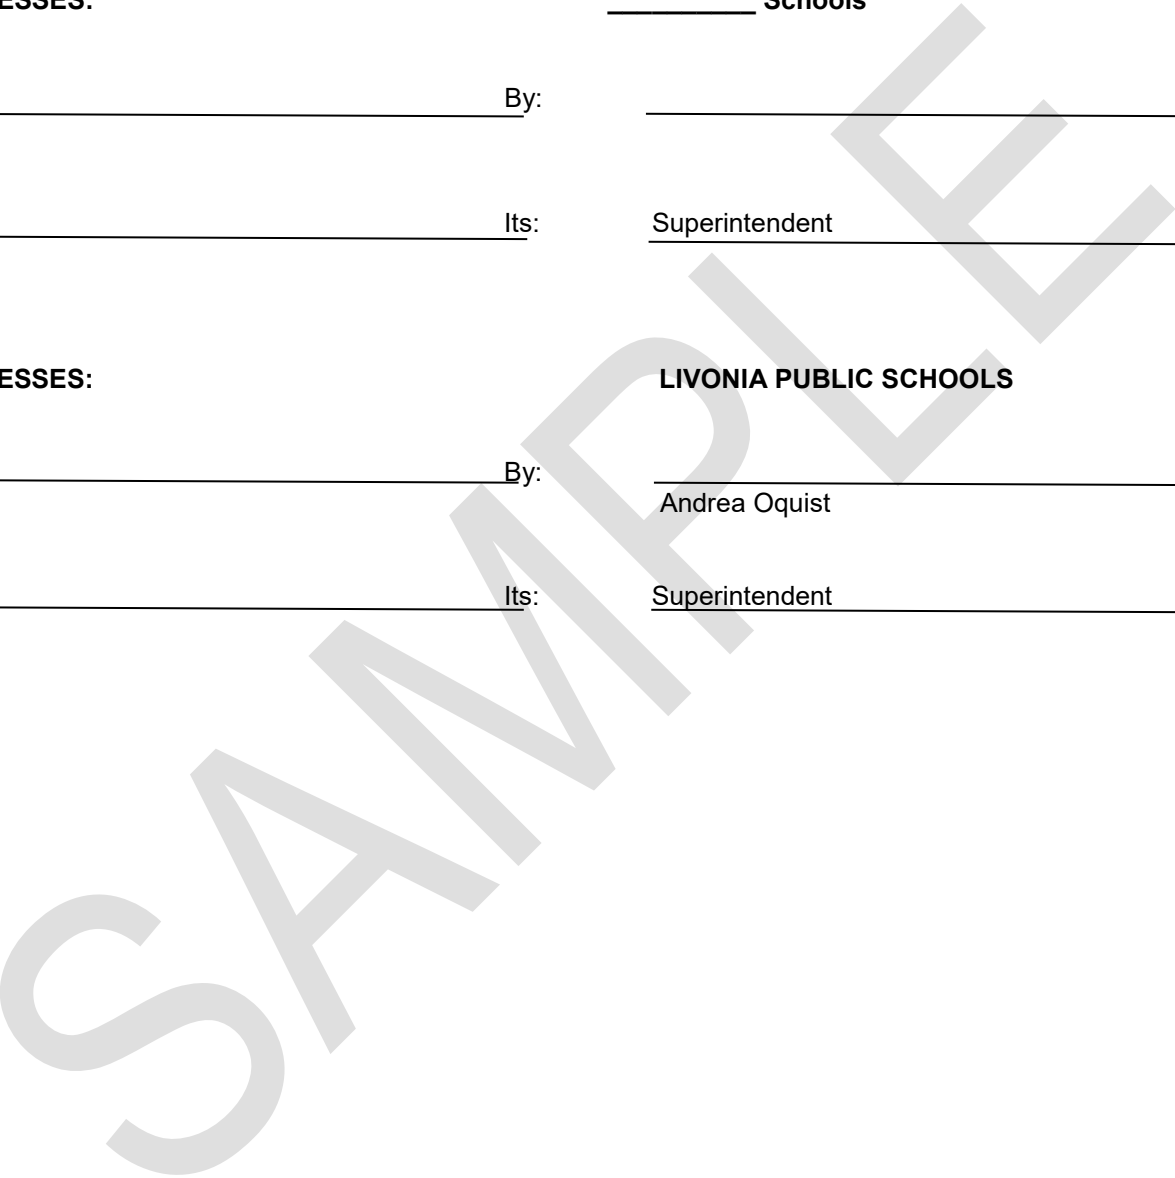 ESSES: __________ Schools
By:
Its: Superintendent
ESSES: LIVONIA PUBLIC SCHOOLS
By:
Andrea Oquist
Its: Superintendent
SAMPLE